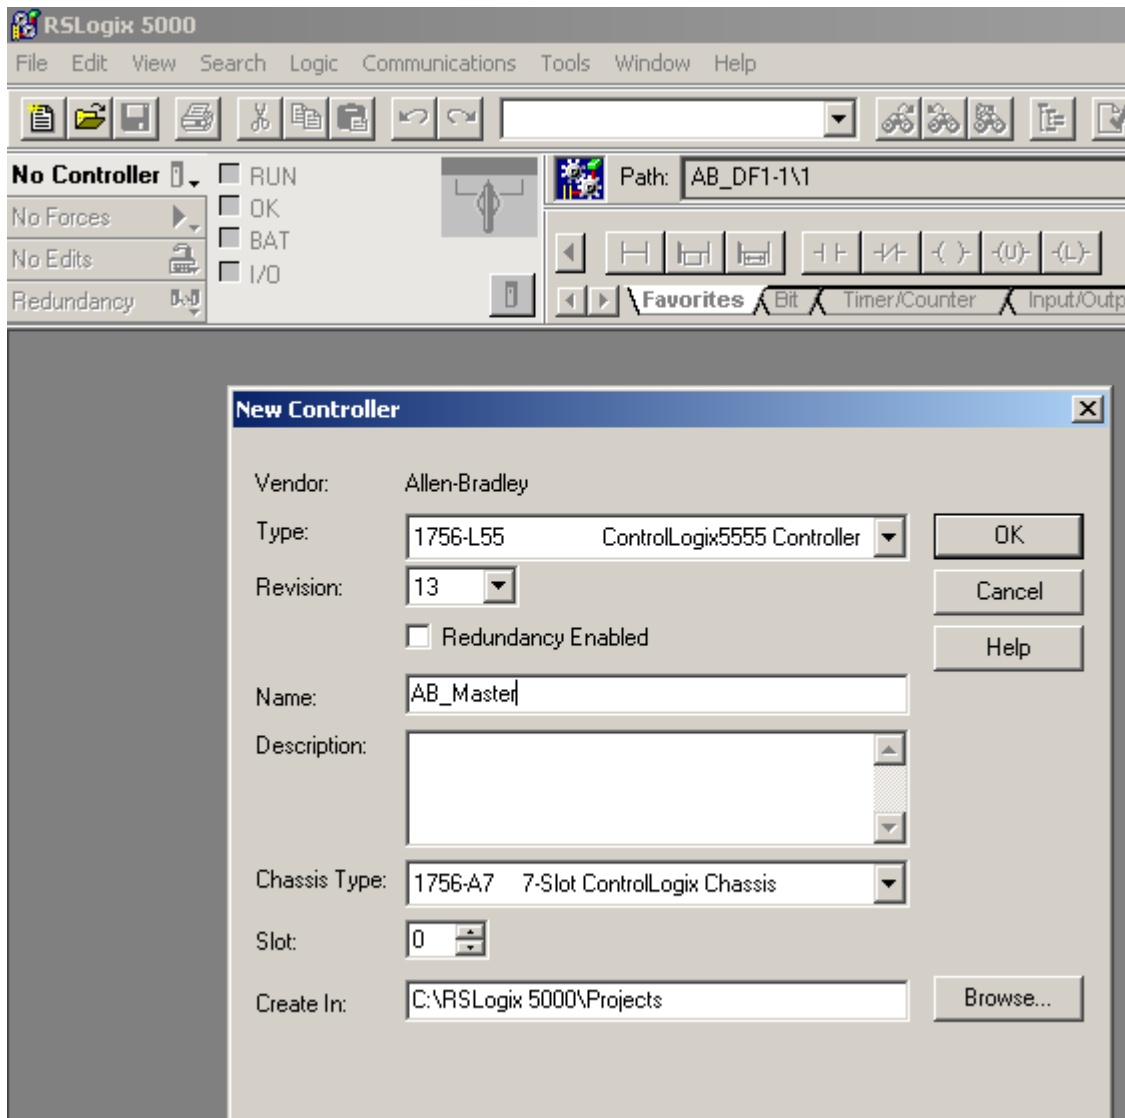 RSLogix 5000
File Edit View Search Logic Communications Tools Window Help
No Controller
RUN
Path: AB_DF1-1\1
No Forces
OK
No Edits
BAT
I/O
Redundancy
(U) (L)
Favorites Bit Timer/Counter Input/Outp
New Controller
Vendor: Allen-Bradley
Type: 1756-L55 ControlLogix5555 Controller OK
Revision: 13 Cancel
Redundancy Enabled Help
Name: AB_Master
Description:
Chassis Type: 1756-A7 7-Slot ControlLogix Chassis
Slot: 0
Create In: C:\RSLogix 5000\Projects Browse...